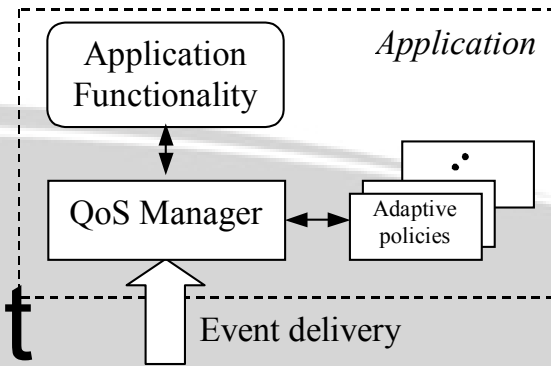 Application
Application
Functionality
QoS Manager
Adaptive
policies
t
Event delivery